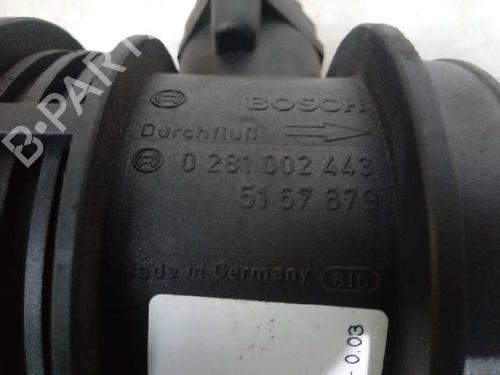 BOSCH
Durchfluß
0 281 002 443
51 67 879
Made in Germany 816
- 0.03
B-PARTS